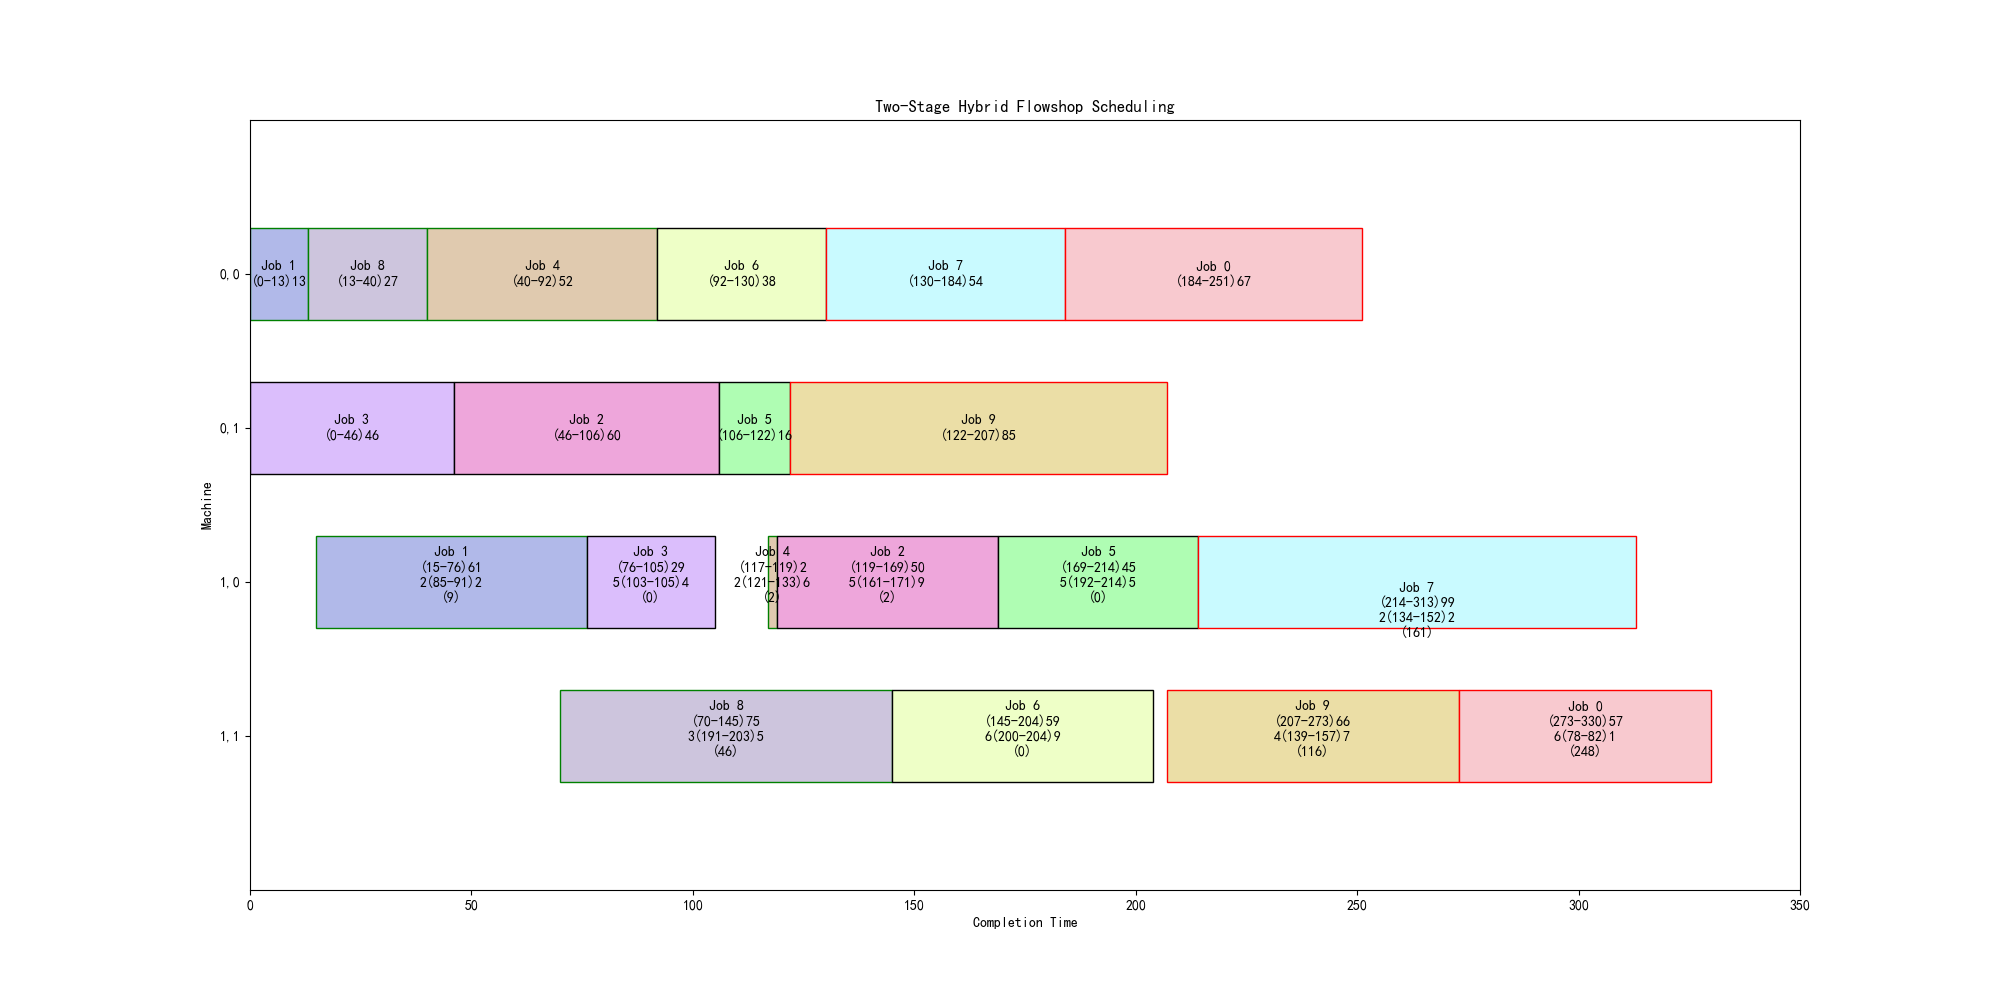 Two-Stage Hybrid Flowshop Scheduling
0,0
Job 1
(0-13)13
Job 8
(13-40)27
Job 4
(40-92)52
Job 6
(92-130)38
Job 7
(130-184)54
Job 0
(184-251)67
0,1
Job 3
(0-46)46
Job 2
(46-106)60
Job 5
(106-122)16
Job 9
(122-207)85
Machine
1,0
Job 1
(15-76)61
2(85-91)2
(9)
Job 3
(76-105)29
5(103-105)4
(0)
Job 4
(117-119)2
2(121-133)6
(2)
Job 2
(119-169)50
5(161-171)9
(2)
Job 5
(169-214)45
5(192-214)5
(0)
Job 7
(214-313)99
2(134-152)2
(161)
1,1
Job 8
(70-145)75
3(191-203)5
(46)
Job 6
(145-204)59
6(200-204)9
(0)
Job 9
(207-273)66
4(139-157)7
(116)
Job 0
(273-330)57
6(78-82)1
(248)
0 50 100 150 200 250 300 350
Completion Time